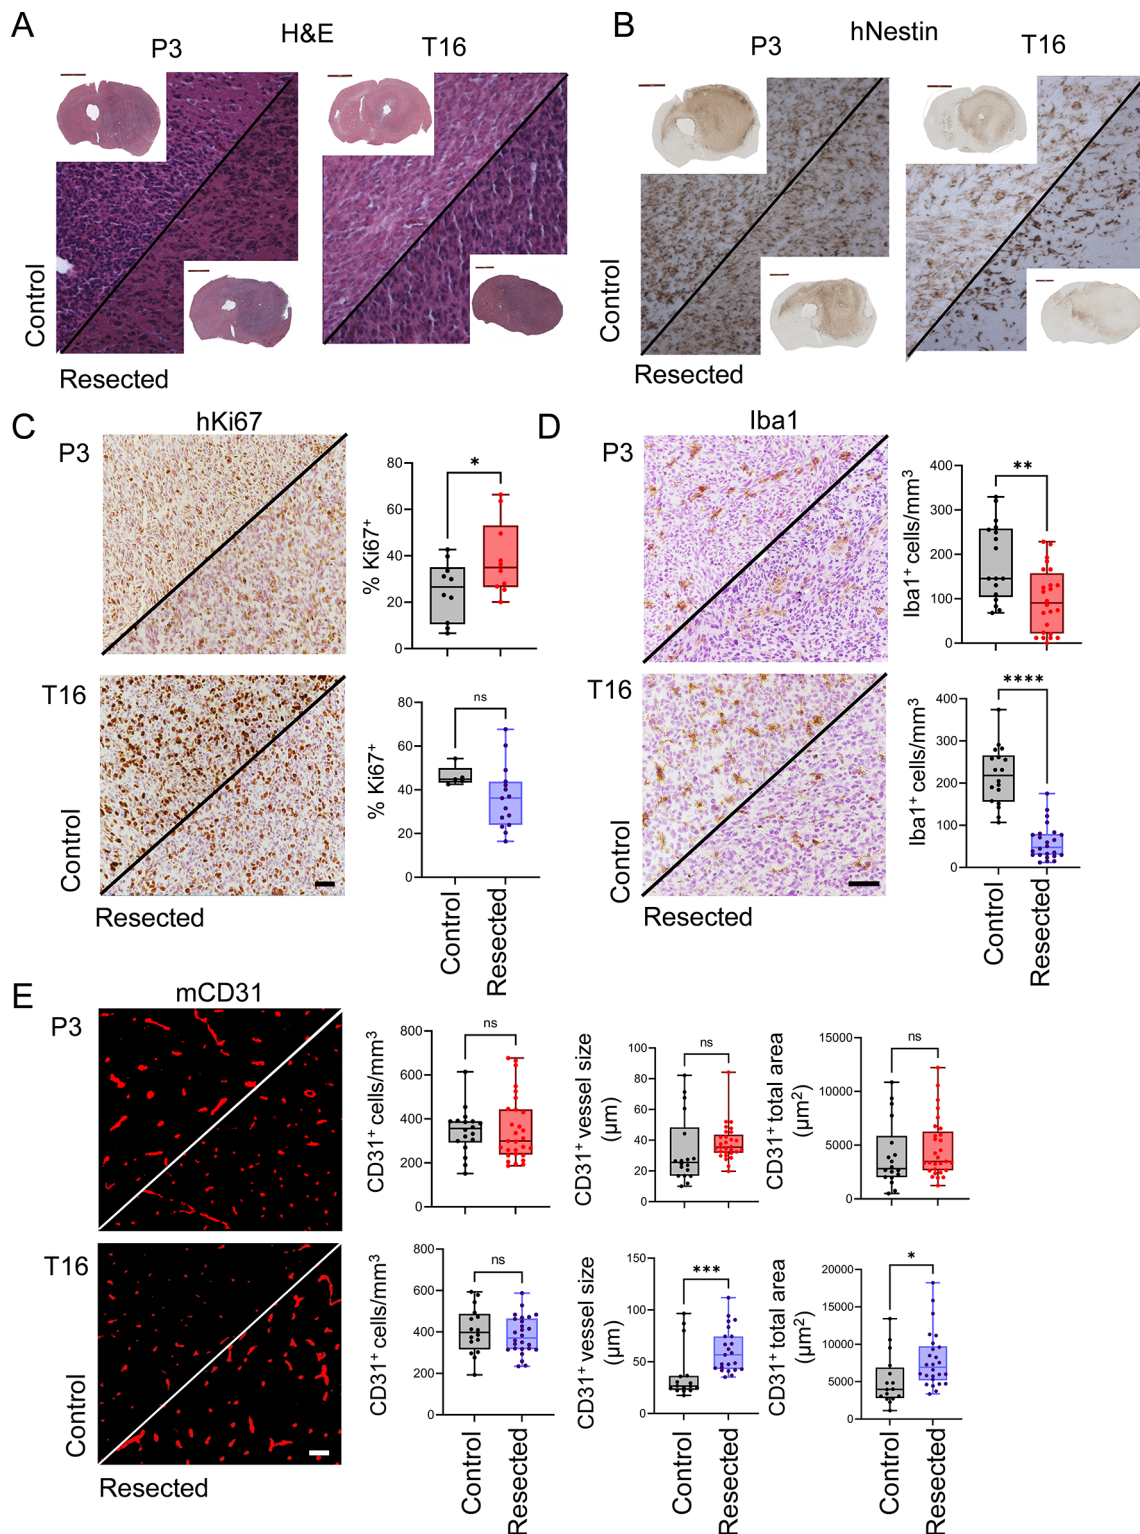 A
H&E
P3
T16
Control
Resected
B
hNestin
P3
T16
Control
Resected
C
hKi67
P3
% Ki67⁺
80
60
40
20
0
*
T16
% Ki67⁺
80
60
40
20
0
ns
Control
Resected
Control
Resected
D
Iba1
P3
Iba1⁺ cells/mm³
400
300
200
100
0
**
T16
Iba1⁺ cells/mm³
400
300
200
100
0
****
Control
Resected
Control
Resected
E
mCD31
P3
CD31⁺ cells/mm³
800
600
400
200
0
ns
CD31⁺ vessel size
(µm)
100
80
60
40
20
0
ns
CD31⁺ total area
(µm²)
15000
10000
5000
0
ns
T16
Control
Resected
CD31⁺ cells/mm³
800
600
400
200
0
ns
Control
Resected
CD31⁺ vessel size
(µm)
150
100
50
0
***
Control
Resected
CD31⁺ total area
(µm²)
20000
15000
10000
5000
0
*
Control
Resected